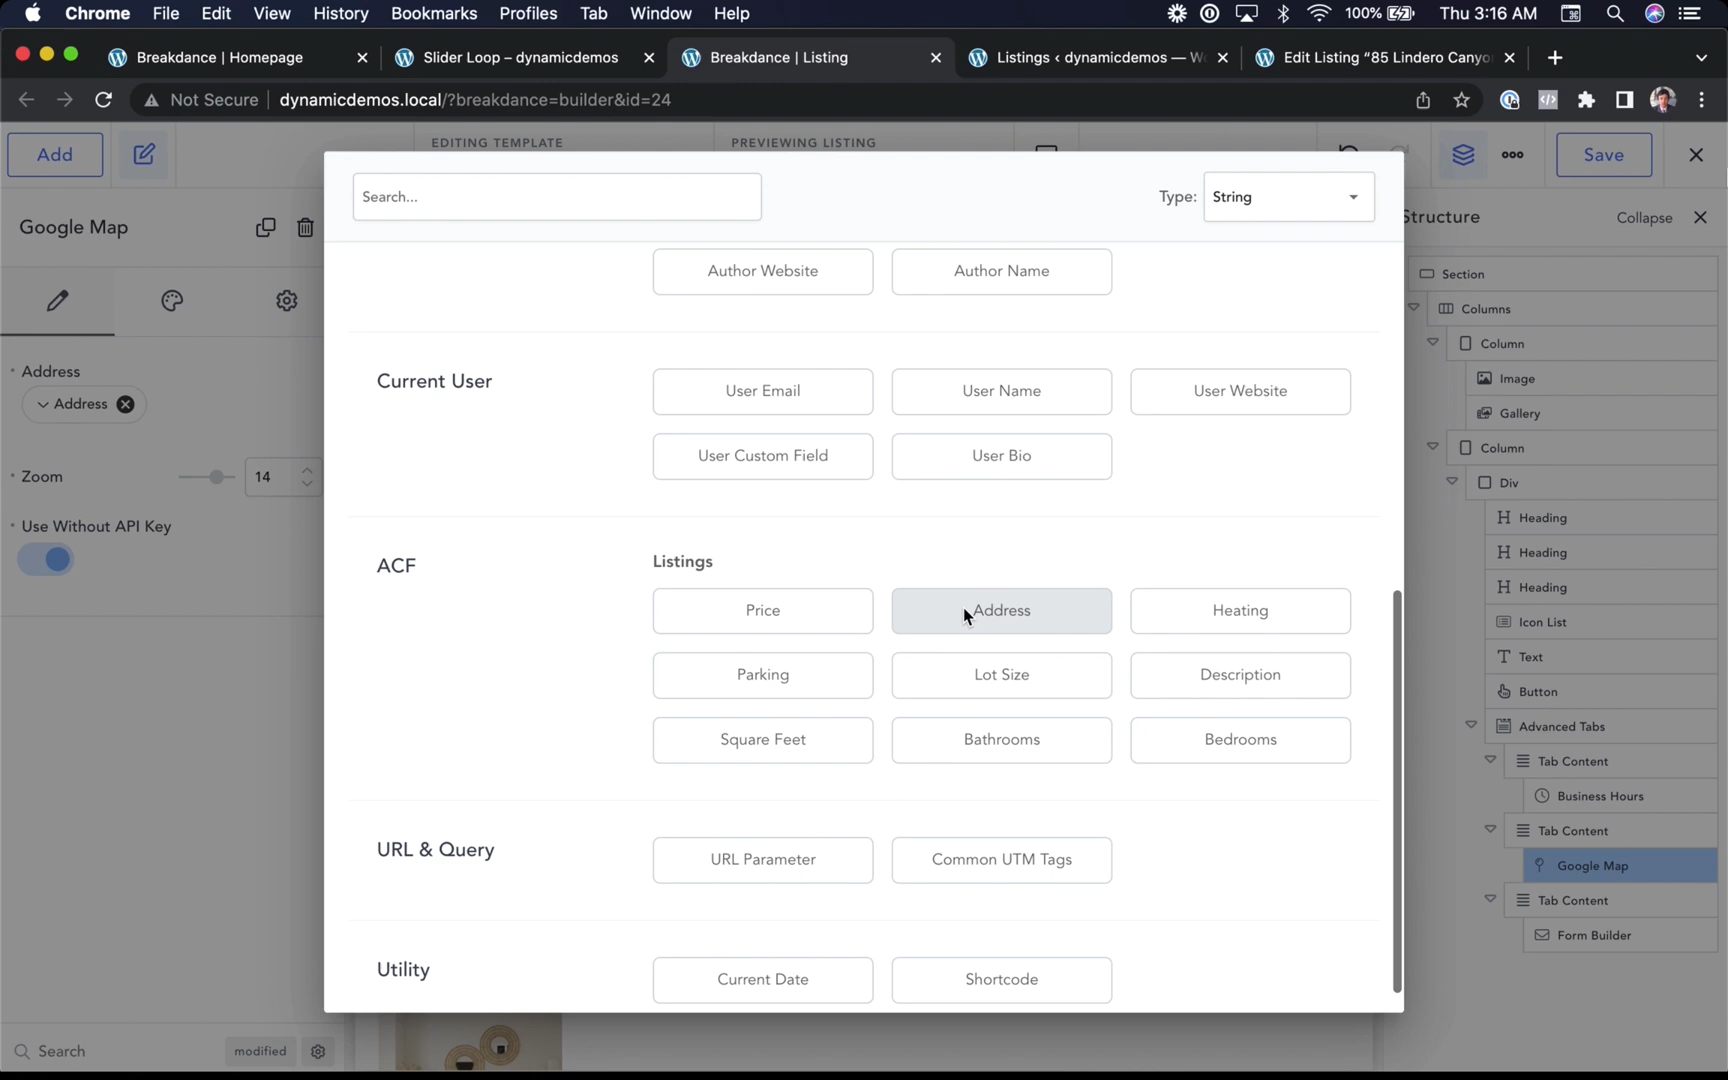 Chrome File Edit View History Bookmarks Profiles Tab Window Help 100% Thu 3:16 AM
Breakdance | Homepage
Slider Loop – dynamicdemos
Breakdance | Listing
Listings ‹ dynamicdemos — W
Edit Listing “85 Lindero Canyo
Not Secure dynamicdemos.local/?breakdance=builder&id=24
Add
EDITING TEMPLATE
PREVIEWING LISTING
Save
Google Map
Address
Address
Zoom
14
Use Without API Key
Search
modified
Search...
Type:
String
Author Website
Author Name
Current User
User Email
User Name
User Website
User Custom Field
User Bio
ACF
Listings
Price
Address
Heating
Parking
Lot Size
Description
Square Feet
Bathrooms
Bedrooms
URL & Query
URL Parameter
Common UTM Tags
Utility
Current Date
Shortcode
Structure
Collapse
Section
Columns
Column
Image
Gallery
Column
Div
Heading
Heading
Heading
Icon List
Text
Button
Advanced Tabs
Tab Content
Business Hours
Tab Content
Google Map
Tab Content
Form Builder